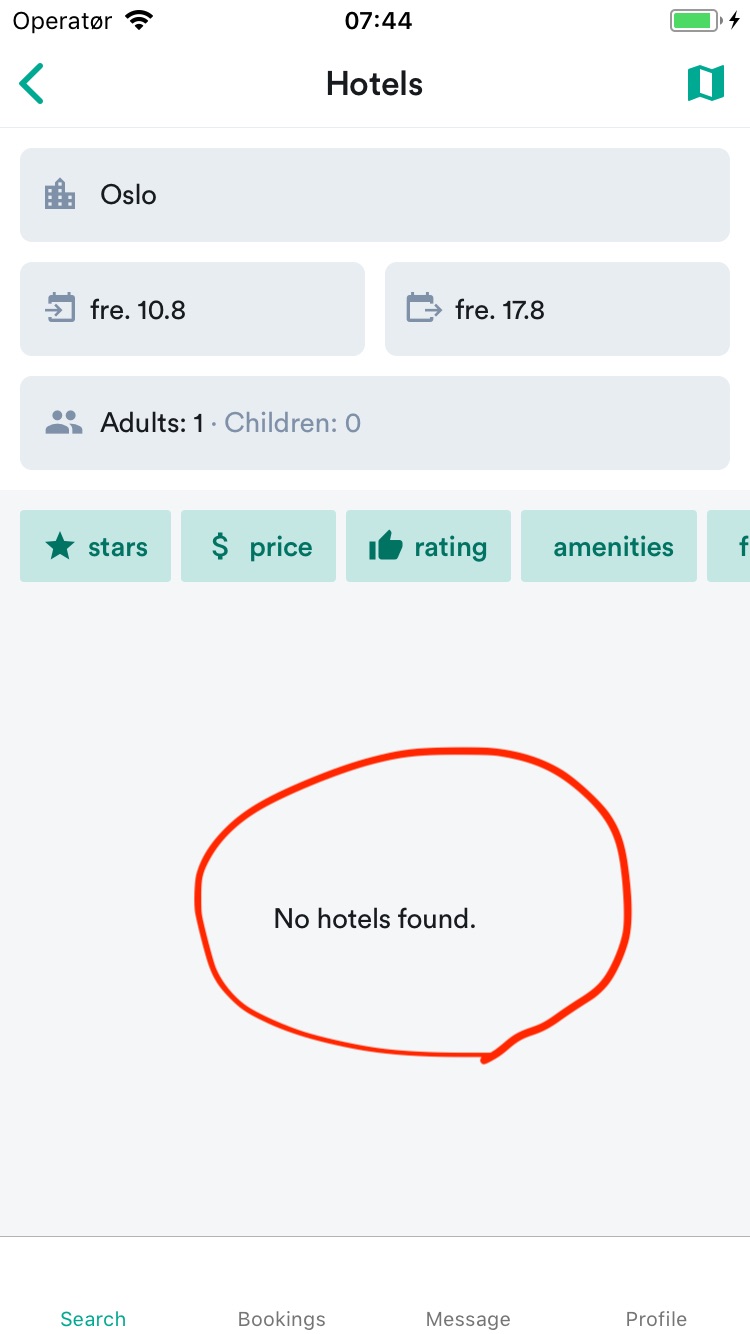 Operatør 07:44
Hotels
Oslo
fre. 10.8 fre. 17.8
Adults: 1 · Children: 0
stars $ price rating amenities f
No hotels found.
Search Bookings Message Profile